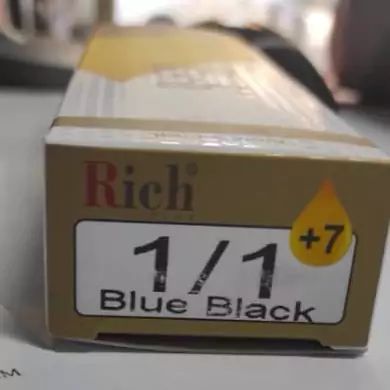 Rich®
+7
1/1
Blue Black